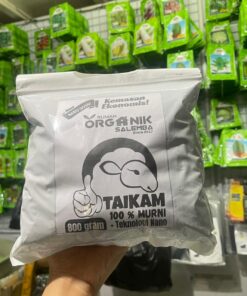 Kemasan
Ekonomis!
RUMAH
ORGANIK
SALEMBA
TAIKAM
100 % MURNI
800 gram
- Teknologi Nano